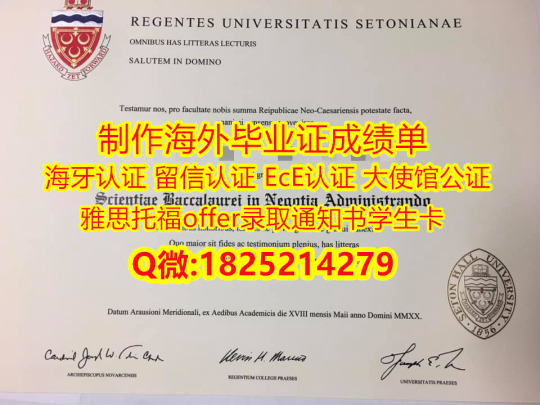 REGENTES UNIVERSITATIS SETONIANAE
HAZARD ZET FORWARD
OMNIBUS HAS LITTERAS LECTURIS
SALUTEM IN DOMINO
Testamur nos, pro facultate nobis summa Reipublicae Neo-Caesariensis potestate facta,
制作海外毕业证成绩单
海牙认证 留信认证 EcE认证 大使馆公证
Scientiae Baccalaurei in Negotia Administrando
雅思托福offer录取通知书学生卡
Quo maior sit fides ac testimonium plenius, has litteras
Q微:1825214279
SETON HALL UNIVERSITY
1856
Datum Arausioni Meridionali, ex Aedibus Academicis die XVIII mensis Maii anno Domini MMXX.
ARCHIEPISCOPUS NOVARCENSIS
REGENTIUM COLLEGII PRAESES
UNIVERSITATIS PRAESES